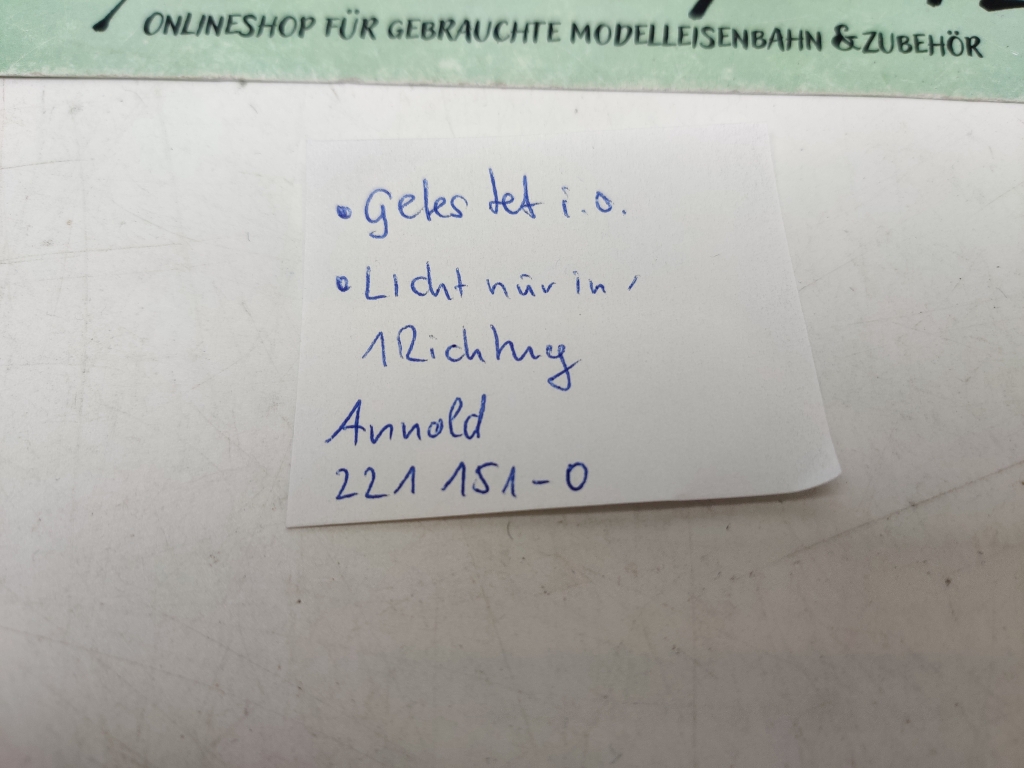 ONLINESHOP FÜR GEBRAUCHTE MODELLEISENBAHN & ZUBEHÖR
• Getestet i.o.
• Licht nur in
1 Richtung
Arnold
221 151-0